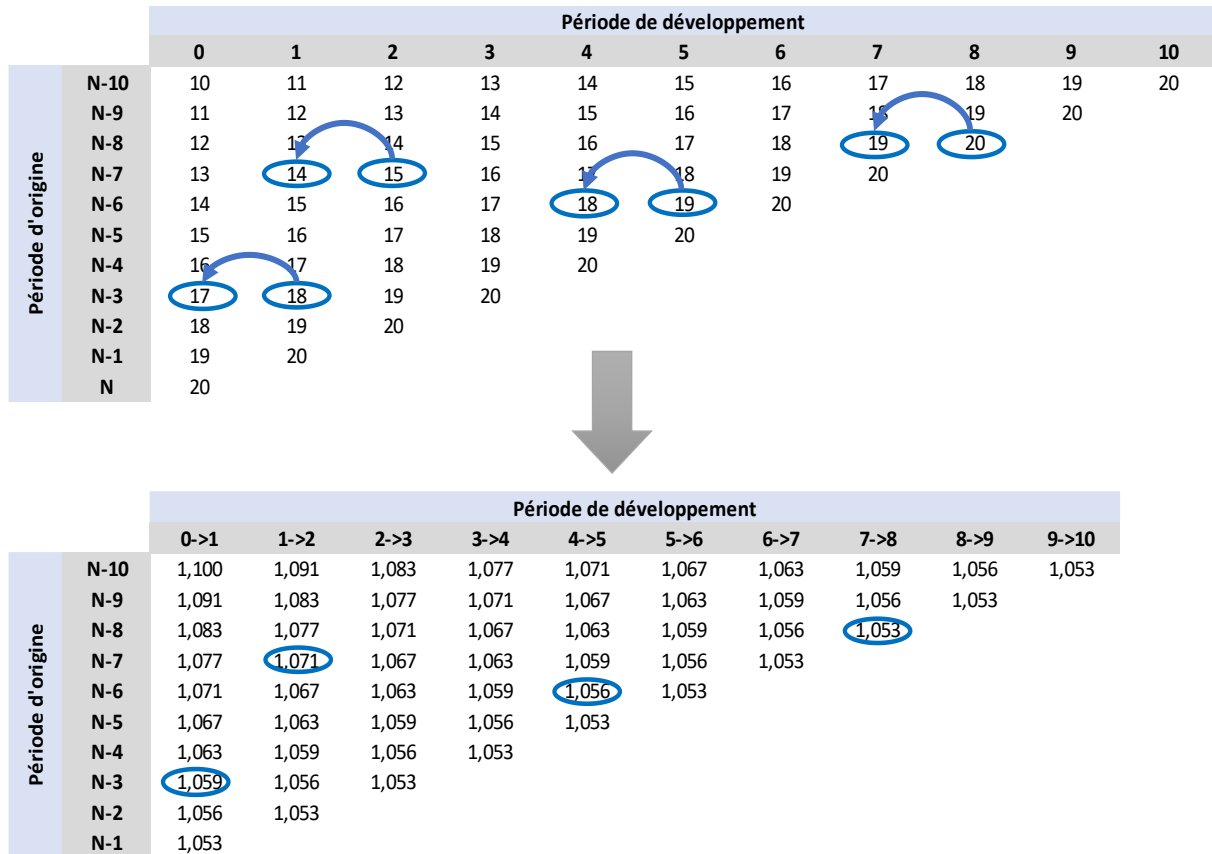 Période de développement
0 1 2 3 4 5 6 7 8 9 10
Période d'origine
N-10 10 11 12 13 14 15 16 17 18 19 20
N-9 11 12 13 14 15 16 17 18 19 20
N-8 12 13 14 15 16 17 18 19 20
N-7 13 14 15 16 17 18 19 20
N-6 14 15 16 17 18 19 20
N-5 15 16 17 18 19 20
N-4 16 17 18 19 20
N-3 17 18 19 20
N-2 18 19 20
N-1 19 20
N 20
Période de développement
0->1 1->2 2->3 3->4 4->5 5->6 6->7 7->8 8->9 9->10
Période d'origine
N-10 1,100 1,091 1,083 1,077 1,071 1,067 1,063 1,059 1,056 1,053
N-9 1,091 1,083 1,077 1,071 1,067 1,063 1,059 1,056 1,053
N-8 1,083 1,077 1,071 1,067 1,063 1,059 1,056 1,053
N-7 1,077 1,071 1,067 1,063 1,059 1,056 1,053
N-6 1,071 1,067 1,063 1,059 1,056 1,053
N-5 1,067 1,063 1,059 1,056 1,053
N-4 1,063 1,059 1,056 1,053
N-3 1,059 1,056 1,053
N-2 1,056 1,053
N-1 1,053